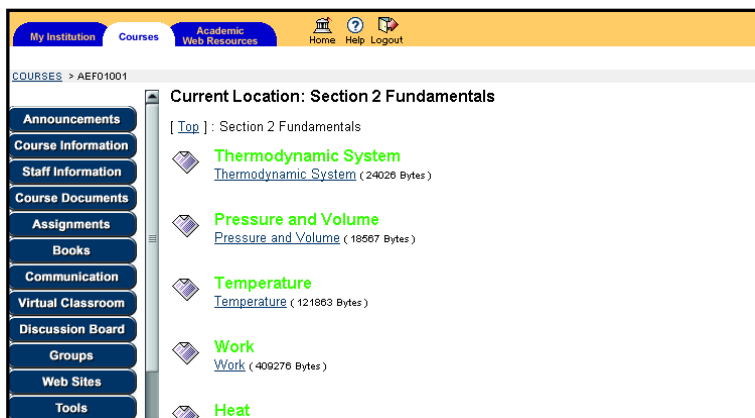 My Institution
Courses
Academic
Web Resources
Home Help Logout
COURSES > AEF01001
Announcements
Course Information
Staff Information
Course Documents
Assignments
Books
Communication
Virtual Classroom
Discussion Board
Groups
Web Sites
Tools
Current Location: Section 2 Fundamentals
[ Top ] : Section 2 Fundamentals
Thermodynamic System
Thermodynamic System ( 24026 Bytes )
Pressure and Volume
Pressure and Volume ( 18567 Bytes )
Temperature
Temperature ( 121863 Bytes )
Work
Work ( 409276 Bytes )
Heat